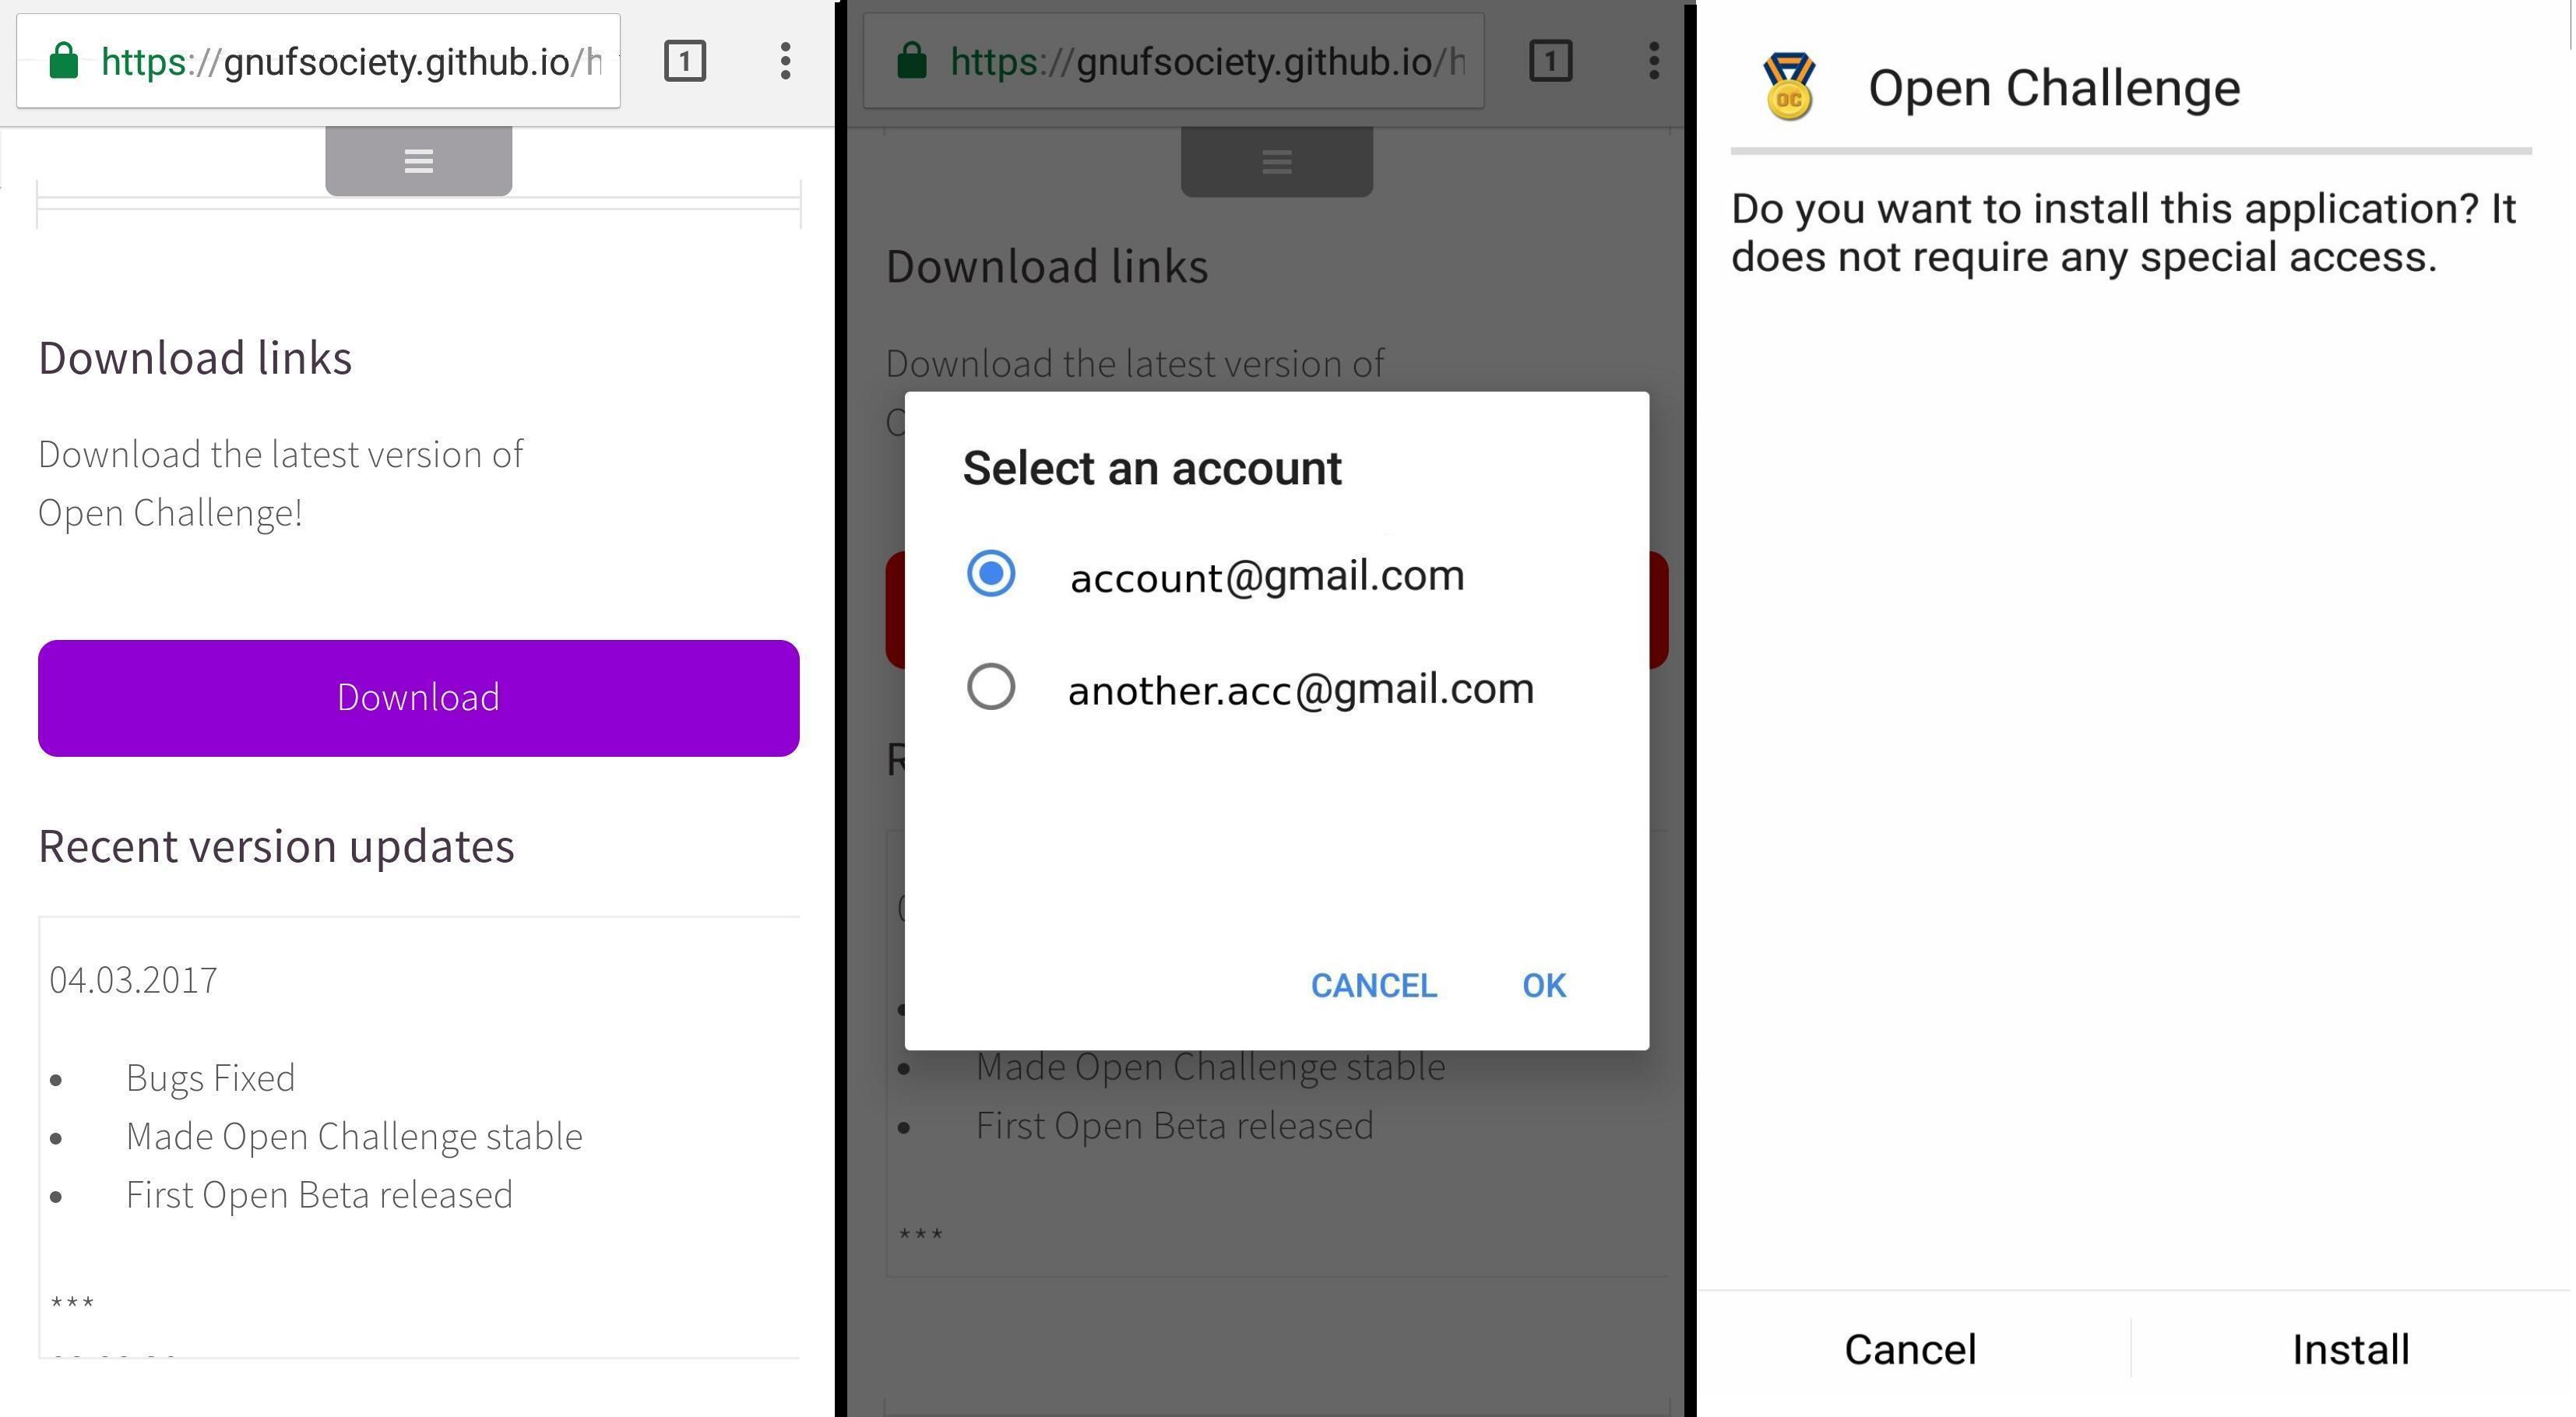 https://gnufsociety.github.io/h
1
Download links
Download the latest version of
Open Challenge!
Download
Recent version updates
04.03.2017
• Bugs Fixed
• Made Open Challenge stable
• First Open Beta released
***
https://gnufsociety.github.io/h
1
Download links
Download the latest version of
Select an account
account@gmail.com
another.acc@gmail.com
CANCEL OK
• Made Open Challenge stable
• First Open Beta released
***
OC
Open Challenge
Do you want to install this application? It
does not require any special access.
Cancel Install